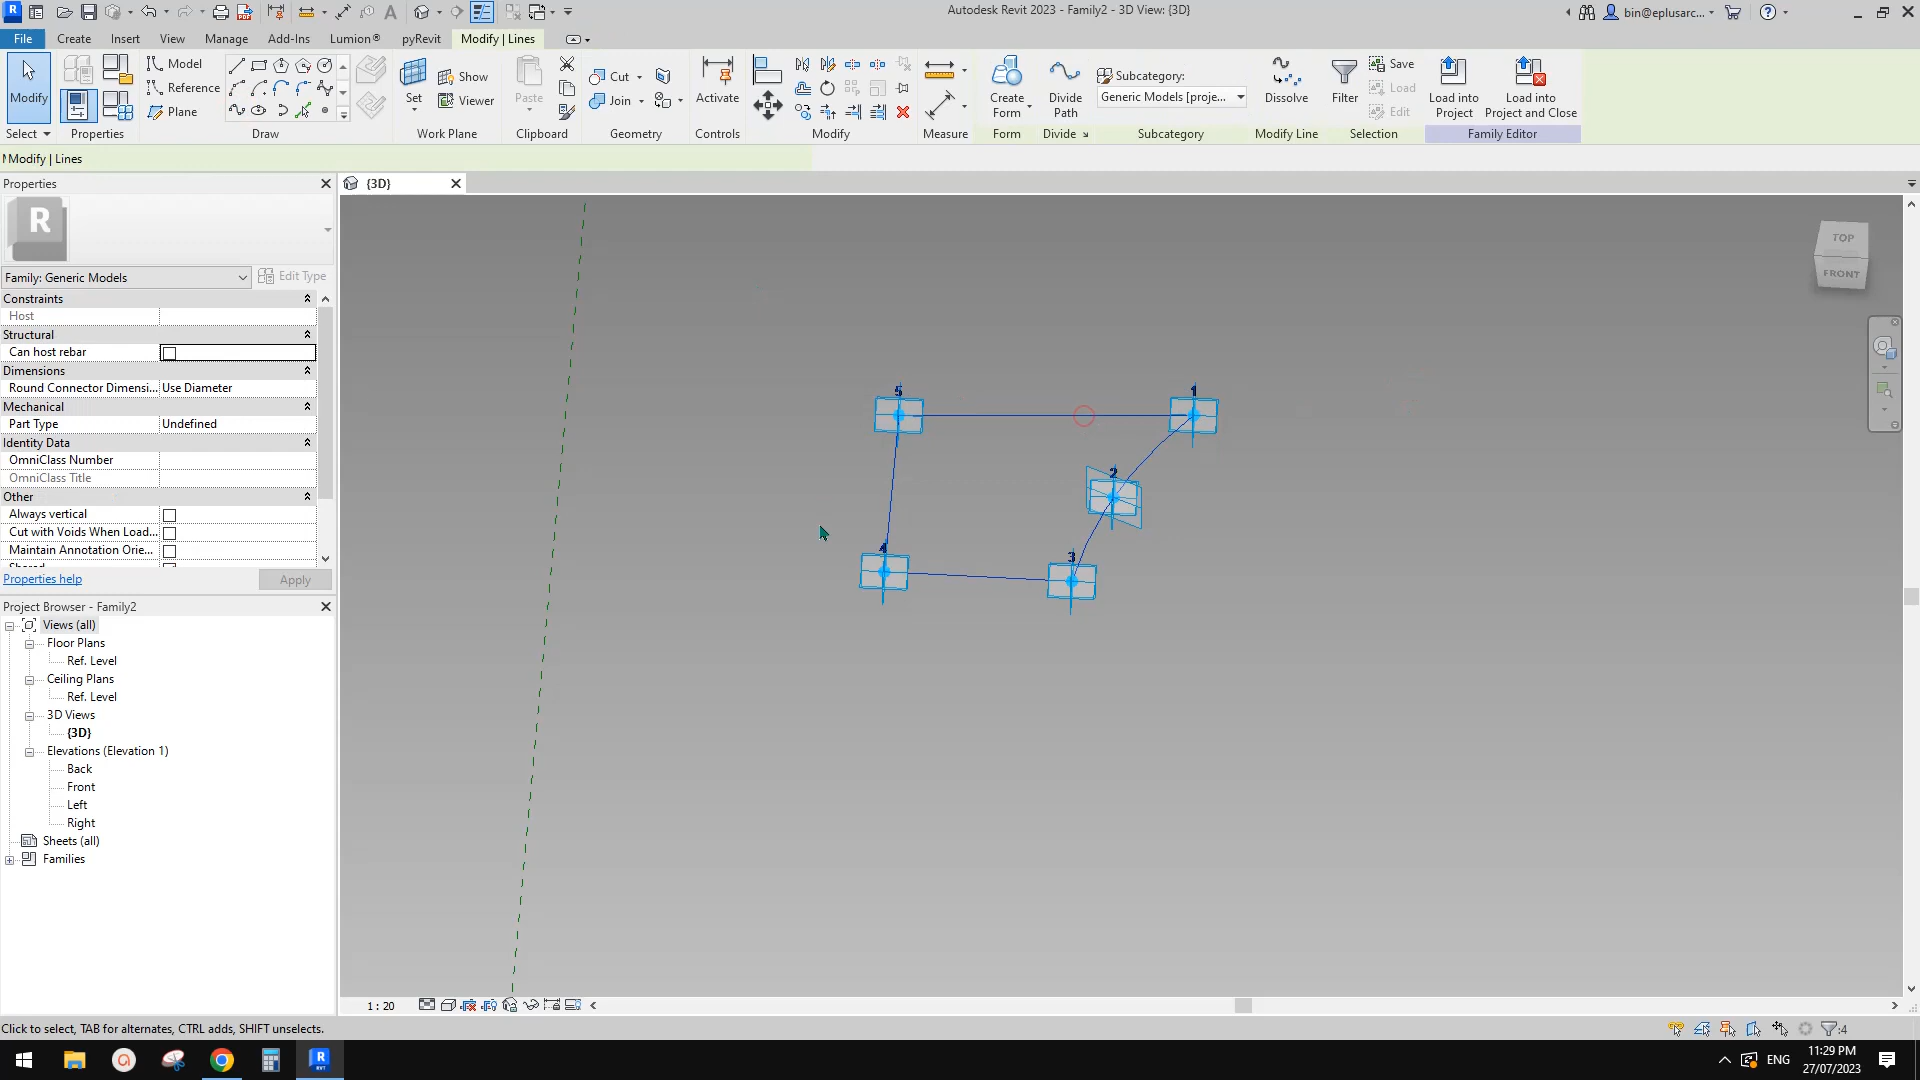 Autodesk Revit 2023 - Family2 - 3D View: {3D}
bin@eplusarc...
File
Create
Insert
View
Manage
Add-Ins
Lumion®
pyRevit
Modify | Lines
Modify
Select
Properties
Model
Reference
Plane
Draw
Set
Show
Viewer
Work Plane
Paste
Clipboard
Cut
Join
Geometry
Activate
Controls
Modify
Measure
Create
Form
Form
Divide
Path
Divide
Subcategory:
Generic Models [proje...
Subcategory
Dissolve
Modify Line
Filter
Save
Load
Edit
Selection
Load into
Project
Load into
Project and Close
Family Editor
Modify | Lines
Properties
{3D}
R
Family: Generic Models
Edit Type
Constraints
Host
Structural
Can host rebar
Dimensions
Round Connector Dimensi... Use Diameter
Mechanical
Part Type Undefined
Identity Data
OmniClass Number
OmniClass Title
Other
Always vertical
Cut with Voids When Load...
Maintain Annotation Orie...
Properties help
Apply
Project Browser - Family2
Views (all)
Floor Plans
Ref. Level
Ceiling Plans
Ref. Level
3D Views
{3D}
Elevations (Elevation 1)
Back
Front
Left
Right
Sheets (all)
Families
TOP
FRONT
5
1
2
4
3
1 : 20
Click to select, TAB for alternates, CTRL adds, SHIFT unselects.
:4
ENG
11:29 PM
27/07/2023